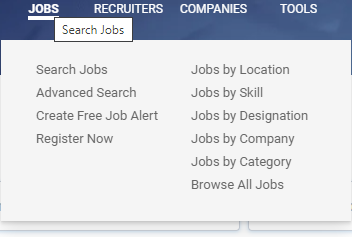 JOBS RECRUITERS COMPANIES TOOLS
Search Jobs
Search Jobs
Advanced Search
Create Free Job Alert
Register Now
Jobs by Location
Jobs by Skill
Jobs by Designation
Jobs by Company
Jobs by Category
Browse All Jobs